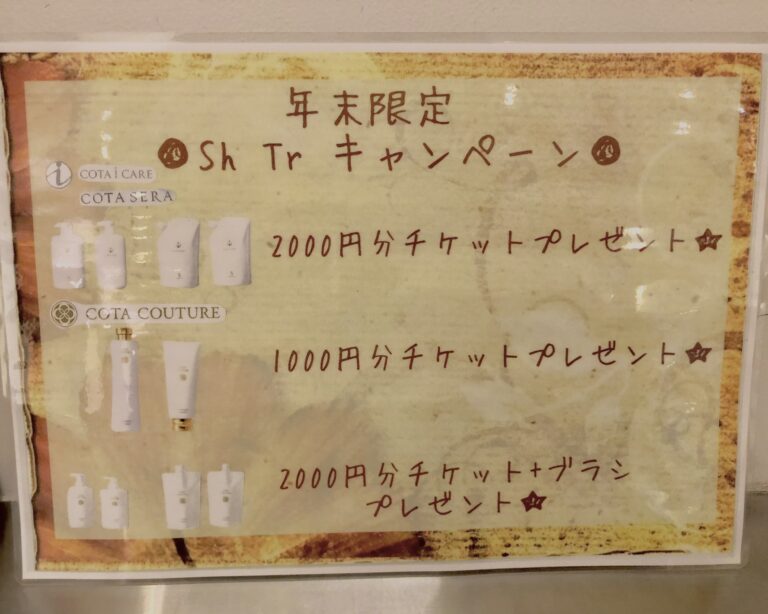 年末限定
Sh Tr キャンペーン
COTA i CARE
COTA SERA
2000円分チケットプレゼント★
COTA COUTURE
1000円分チケットプレゼント★
2000円分チケット+ブラシ
プレゼント★